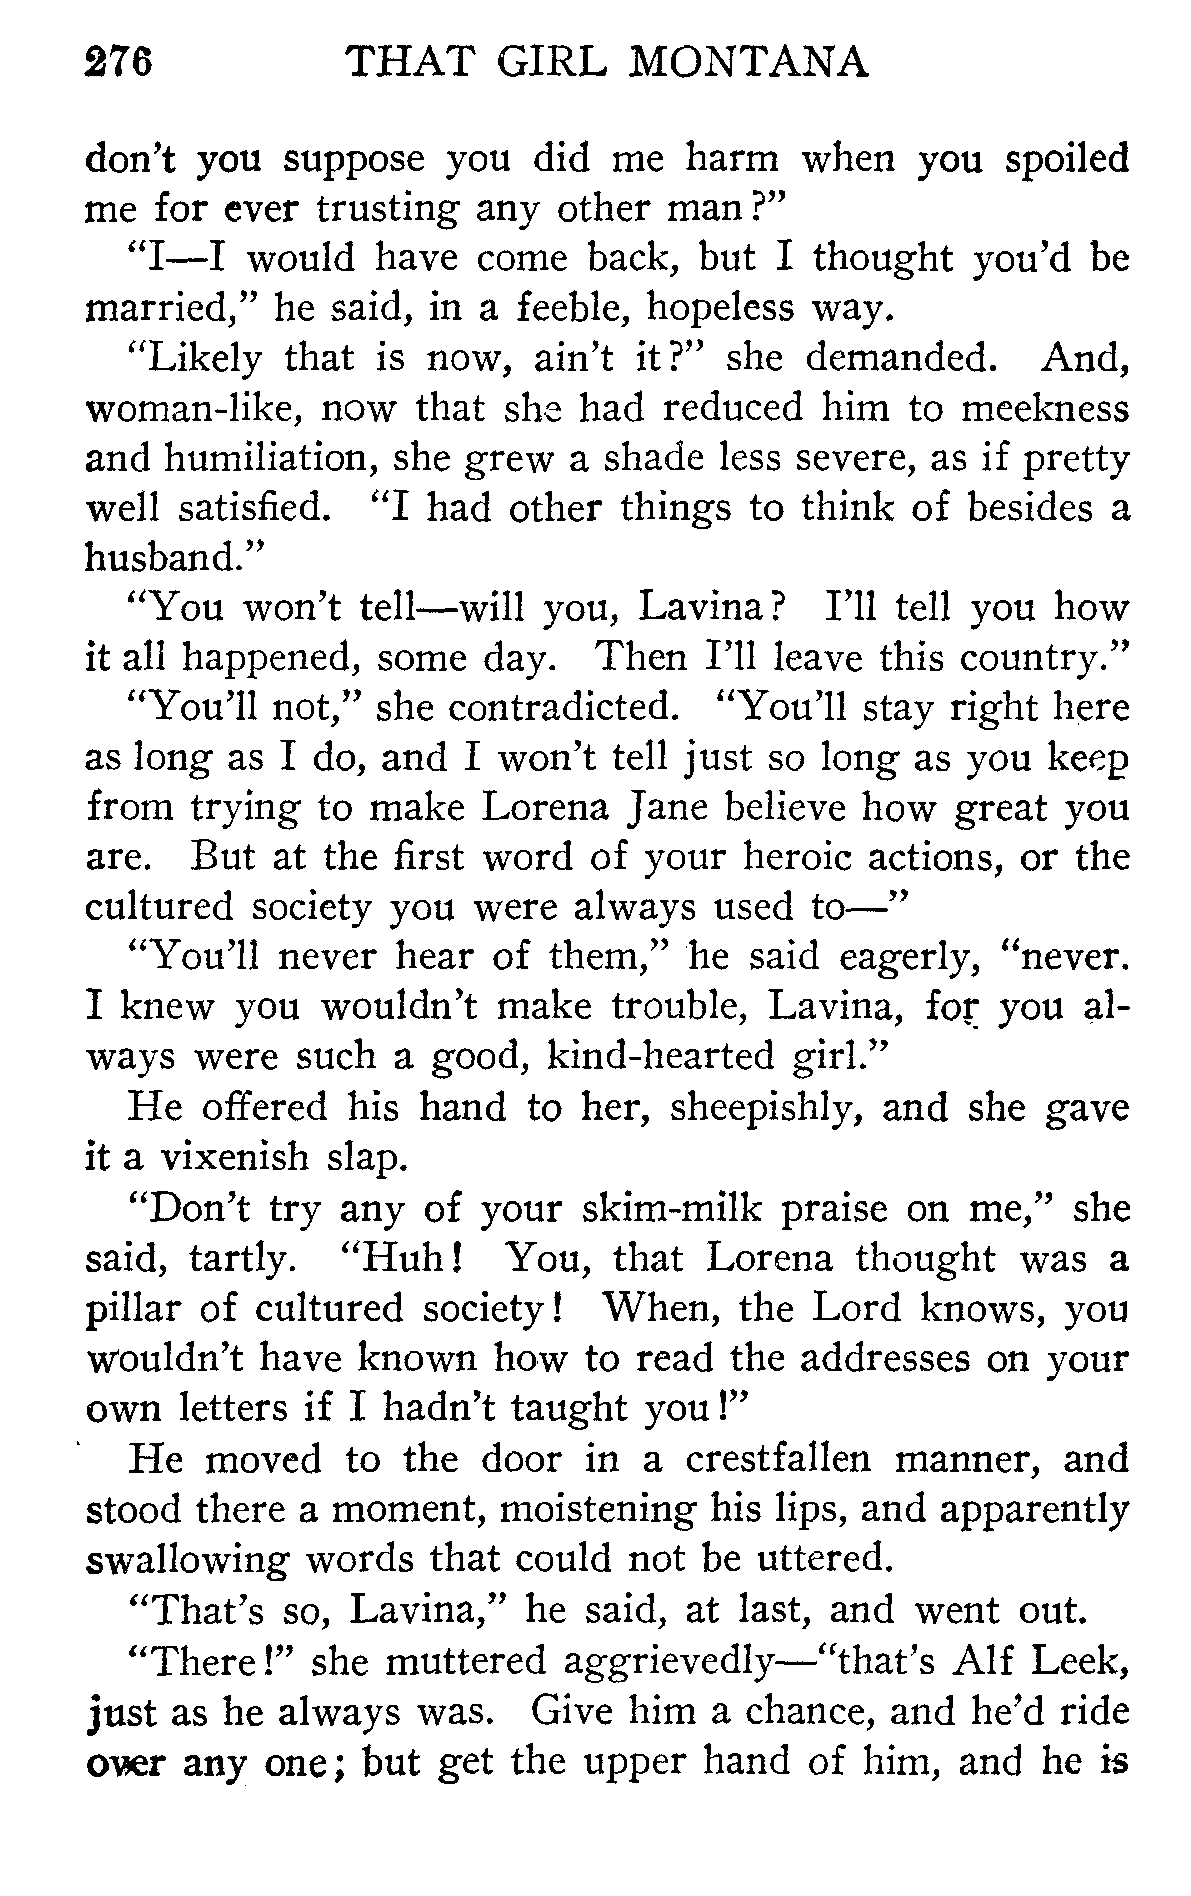 276 THAT GIRL MONTANA
don't you suppose you did me harm when you spoiled
me for ever trusting any other man?"
"I—I would have come back, but I thought you'd be
married," he said, in a feeble, hopeless way.
"Likely that is now, ain't it?" she demanded. And,
woman-like, now that she had reduced him to meekness
and humiliation, she grew a shade less severe, as if pretty
well satisfied. "I had other things to think of besides a
husband."
"You won't tell—will you, Lavina? I'll tell you how
it all happened, some day. Then I'll leave this country."
"You'll not," she contradicted. "You'll stay right here
as long as I do, and I won't tell just so long as you keep
from trying to make Lorena Jane believe how great you
are. But at the first word of your heroic actions, or the
cultured society you were always used to—"
"You'll never hear of them," he said eagerly, "never.
I knew you wouldn't make trouble, Lavina, for you al-
ways were such a good, kind-hearted girl."
He offered his hand to her, sheepishly, and she gave
it a vixenish slap.
"Don't try any of your skim-milk praise on me," she
said, tartly. "Huh! You, that Lorena thought was a
pillar of cultured society! When, the Lord knows, you
wouldn't have known how to read the addresses on your
own letters if I hadn't taught you!"
He moved to the door in a crestfallen manner, and
stood there a moment, moistening his lips, and apparently
swallowing words that could not be uttered.
"That's so, Lavina," he said, at last, and went out.
"There!" she muttered aggrievedly—"that's Alf Leek,
just as he always was. Give him a chance, and he'd ride
over any one; but get the upper hand of him, and he is